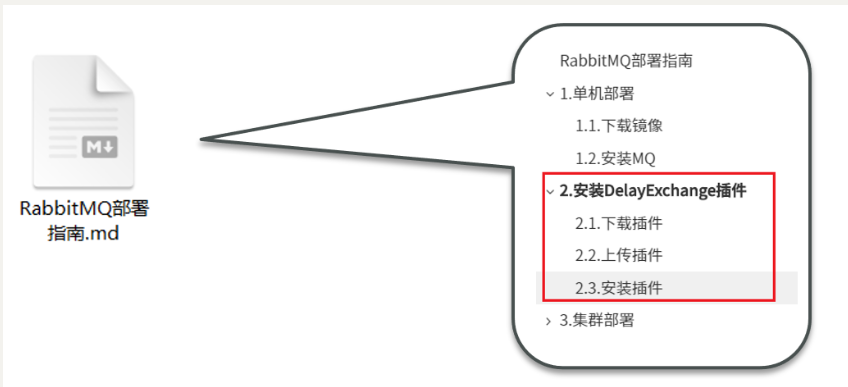 M↓
RabbitMQ部署
指南.md
RabbitMQ部署指南
1.单机部署
1.1.下载镜像
1.2.安装MQ
2.安装DelayExchange插件
2.1.下载插件
2.2.上传插件
2.3.安装插件
3.集群部署